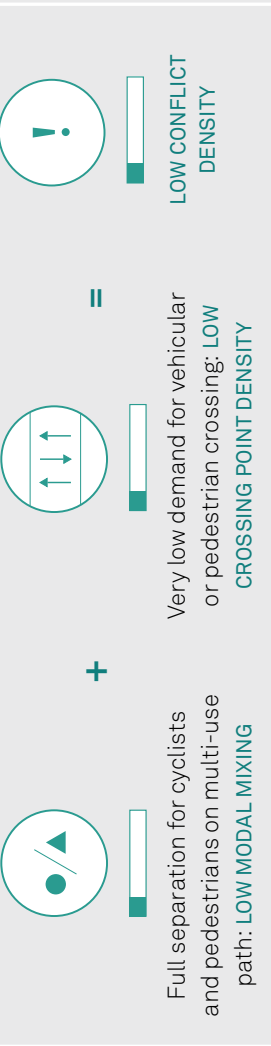 Full separation for cyclists
and pedestrians on multi-use
path: LOW MODAL MIXING
+
Very low demand for vehicular
or pedestrian crossing: LOW
CROSSING POINT DENSITY
=
!
LOW CONFLICT
DENSITY